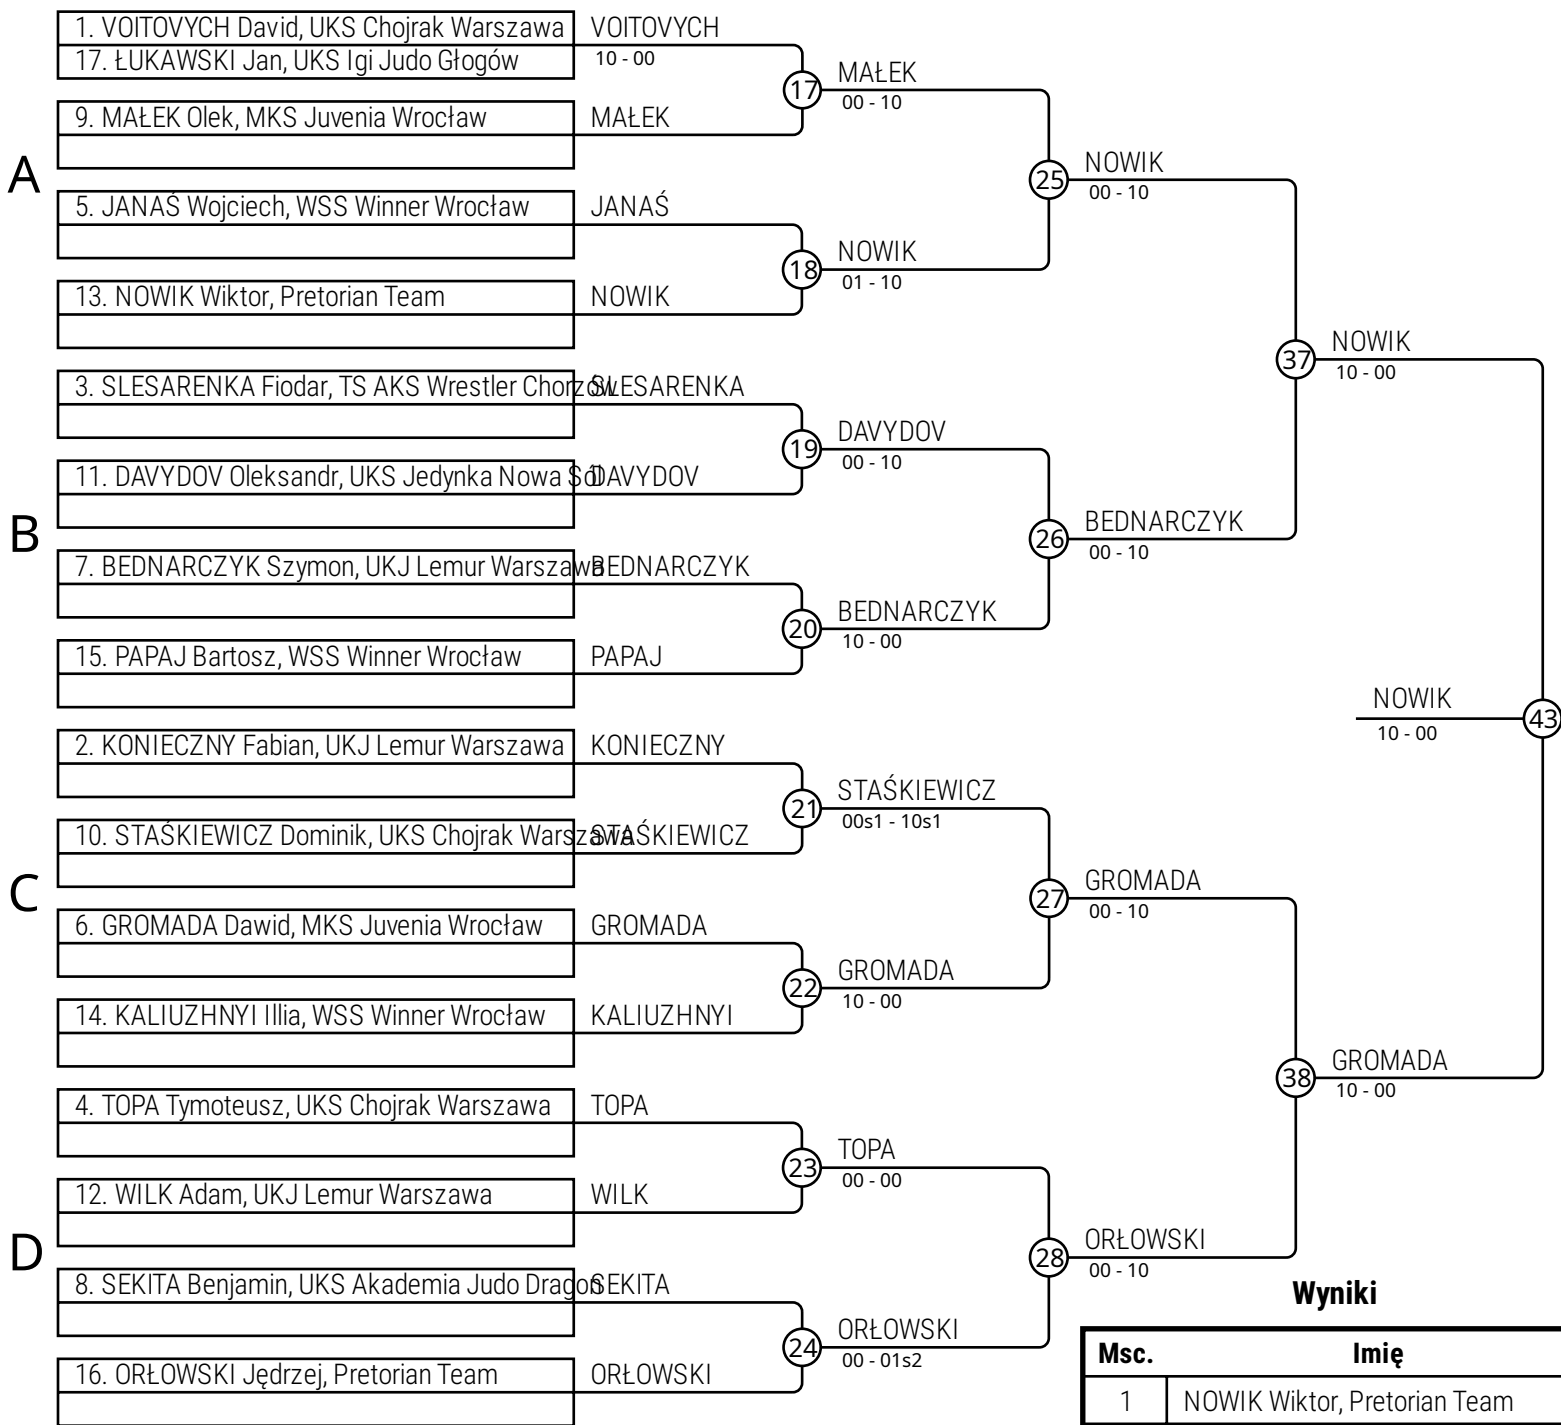 1. VOITOVYCH David, UKS Chojrak Warszawa
17. ŁUKAWSKI Jan, UKS Igi Judo Głogów
VOITOVYCH
10 - 00
9. MAŁEK Olek, MKS Juvenia Wrocław
MAŁEK
17
MAŁEK
00 - 10
A
5. JANAŚ Wojciech, WSS Winner Wrocław
JANAŚ
13. NOWIK Wiktor, Pretorian Team
NOWIK
18
NOWIK
01 - 10
25
NOWIK
00 - 10
3. SLESARENKA Fiodar, TS AKS Wrestler Chorzów
SLESARENKA
11. DAVYDOV Oleksandr, UKS Jedynka Nowa Sól
DAVYDOV
19
DAVYDOV
00 - 10
B
7. BEDNARCZYK Szymon, UKJ Lemur Warszawa
BEDNARCZYK
15. PAPAJ Bartosz, WSS Winner Wrocław
PAPAJ
20
BEDNARCZYK
10 - 00
26
BEDNARCZYK
00 - 10
37
NOWIK
10 - 00
2. KONIECZNY Fabian, UKJ Lemur Warszawa
KONIECZNY
10. STAŚKIEWICZ Dominik, UKS Chojrak Warszawa
STAŚKIEWICZ
21
STAŚKIEWICZ
00s1 - 10s1
C
6. GROMADA Dawid, MKS Juvenia Wrocław
GROMADA
14. KALIUZHNYI Illia, WSS Winner Wrocław
KALIUZHNYI
22
GROMADA
10 - 00
27
GROMADA
00 - 10
4. TOPA Tymoteusz, UKS Chojrak Warszawa
TOPA
12. WILK Adam, UKJ Lemur Warszawa
WILK
23
TOPA
00 - 00
D
8. SEKITA Benjamin, UKS Akademia Judo Dragon
SEKITA
16. ORŁOWSKI Jędrzej, Pretorian Team
ORŁOWSKI
24
ORŁOWSKI
00 - 01s2
28
ORŁOWSKI
00 - 10
38
GROMADA
10 - 00
NOWIK
10 - 00
43
Wyniki
Msc. Imię
1 NOWIK Wiktor, Pretorian Team